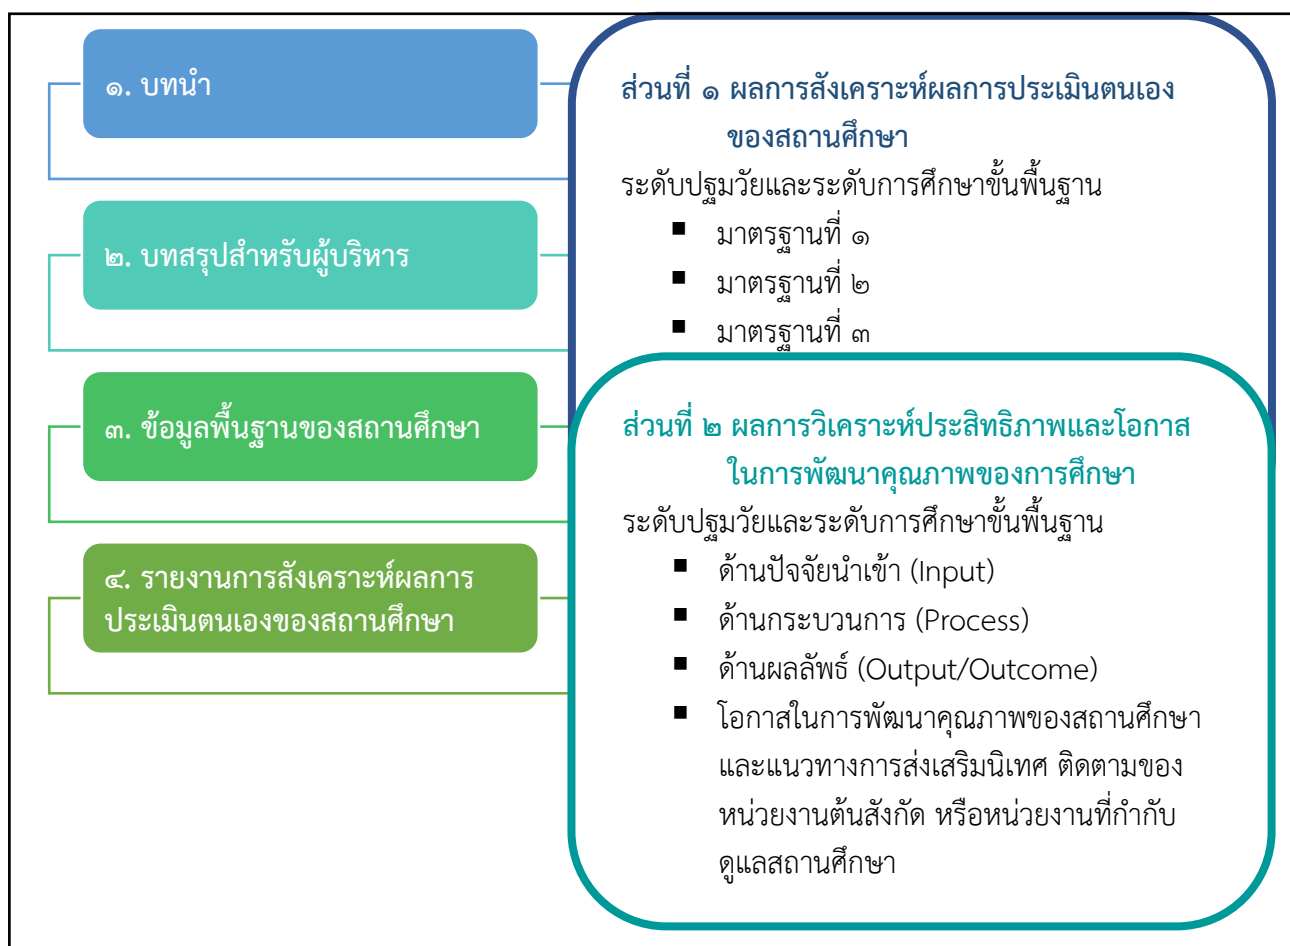 ๑. บทนำ
๒. บทสรุปสำหรับผู้บริหาร
๓. ข้อมูลพื้นฐานของสถานศึกษา
๔. รายงานการสังเคราะห์ผลการ
ประเมินตนเองของสถานศึกษา
ส่วนที่ ๑ ผลการสังเคราะห์ผลการประเมินตนเอง
ของสถานศึกษา
ระดับปฐมวัยและระดับการศึกษาขั้นพื้นฐาน
▪ มาตรฐานที่ ๑
▪ มาตรฐานที่ ๒
▪ มาตรฐานที่ ๓
ส่วนที่ ๒ ผลการวิเคราะห์ประสิทธิภาพและโอกาส
ในการพัฒนาคุณภาพของการศึกษา
ระดับปฐมวัยและระดับการศึกษาขั้นพื้นฐาน
▪ ด้านปัจจัยนำเข้า (Input)
▪ ด้านกระบวนการ (Process)
▪ ด้านผลลัพธ์ (Output/Outcome)
▪ โอกาสในการพัฒนาคุณภาพของสถานศึกษา
และแนวทางการส่งเสริมนิเทศ ติดตามของ
หน่วยงานต้นสังกัด หรือหน่วยงานที่กำกับ
ดูแลสถานศึกษา